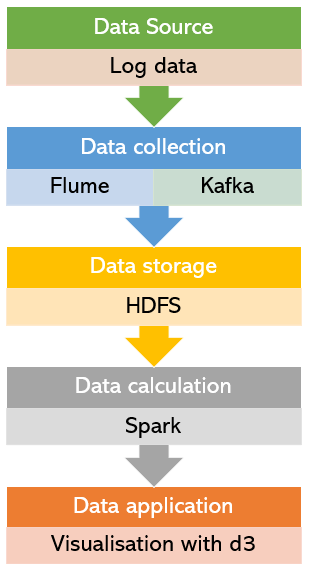 Data Source
Log data
Data collection
Flume Kafka
Data storage
HDFS
Data calculation
Spark
Data application
Visualisation with d3